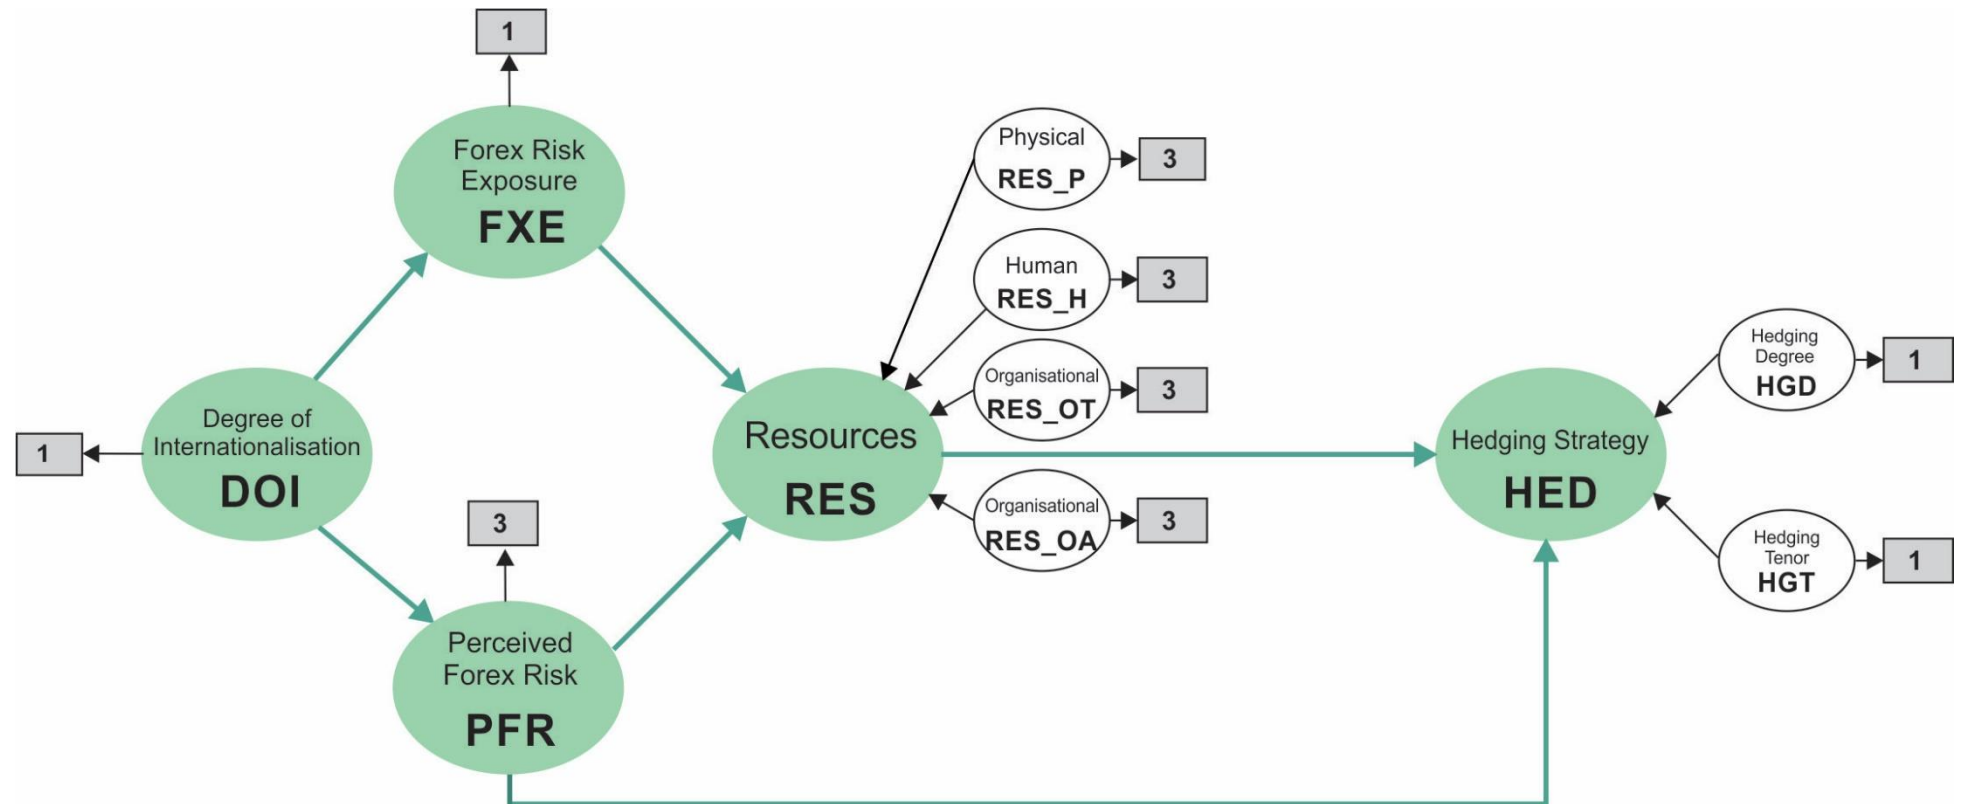 1
Forex Risk
Exposure
FXE
Degree of
Internationalisation
DOI
1
3
Perceived
Forex Risk
PFR
Resources
RES
Physical
RES_P
3
Human
RES_H
3
Organisational
RES_OT
3
Organisational
RES_OA
3
Hedging Strategy
HED
Hedging
Degree
HGD
1
Hedging
Tenor
HGT
1